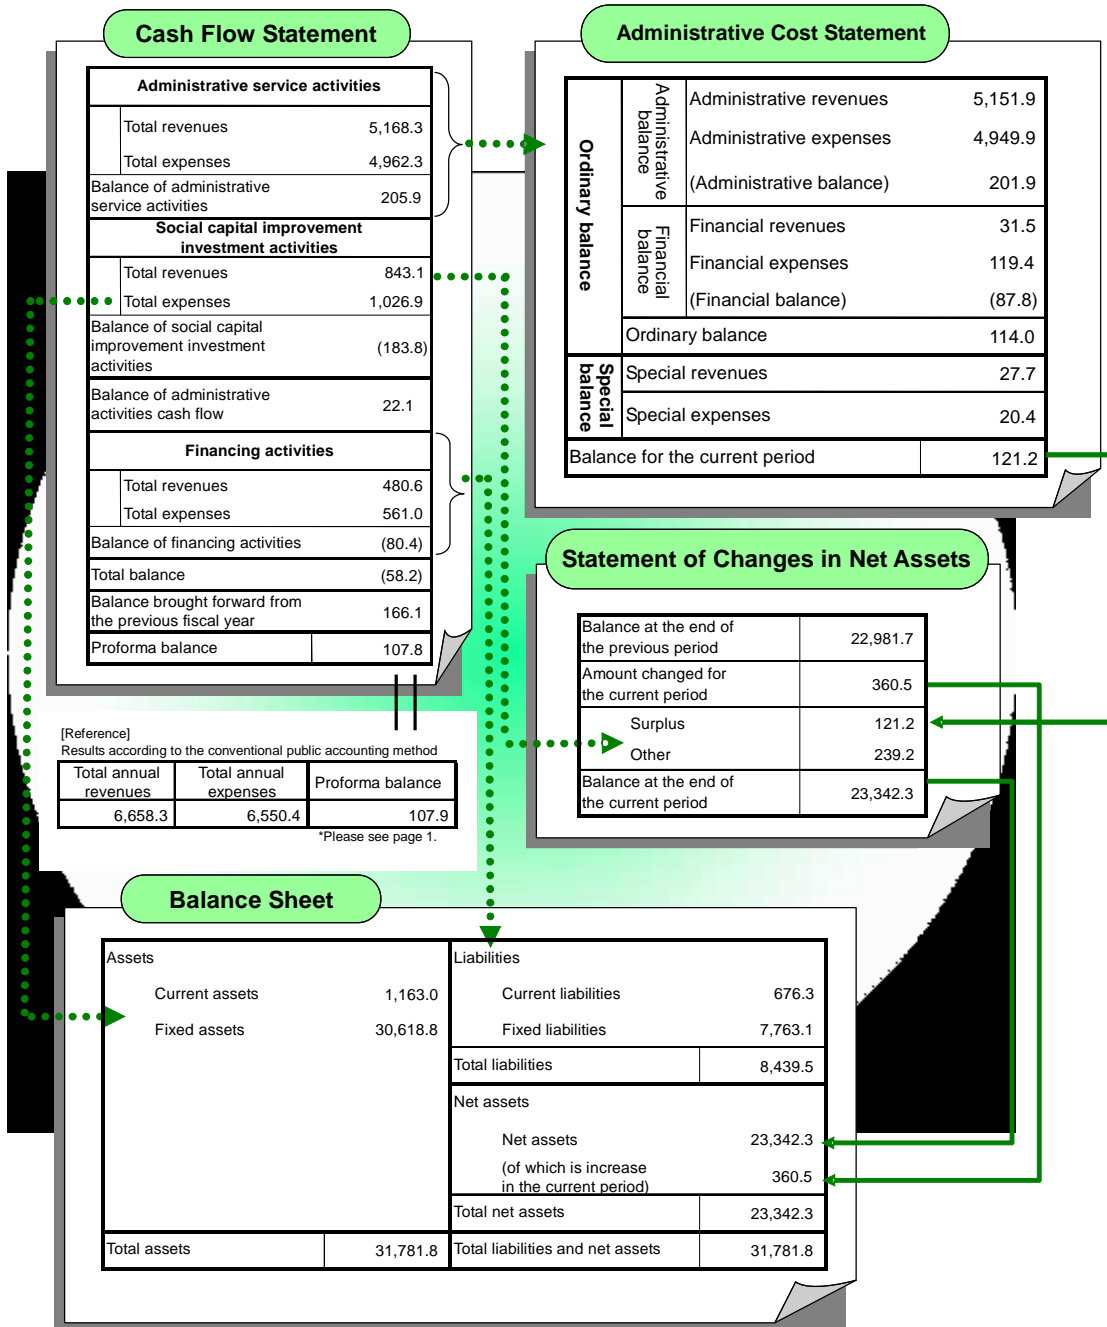 Cash Flow Statement
Administrative service activities
Total revenues 5,168.3
Total expenses 4,962.3
Balance of administrative
service activities 205.9
Social capital improvement
investment activities
Total revenues 843.1
Total expenses 1,026.9
Balance of social capital
improvement investment (183.8)
activities
Balance of administrative
activities cash flow 22.1
Financing activities
Total revenues 480.6
Total expenses 561.0
Balance of financing activities (80.4)
Total balance (58.2)
Balance brought forward from
the previous fiscal year 166.1
Proforma balance 107.8
[Reference]
Results according to the conventional public accounting method
Total annual revenues
Total annual expenses
Proforma balance
6,658.3 6,550.4 107.9
*Please see page 1.
Administrative Cost Statement
Ordinary balance
Administrative balance
Administrative revenues 5,151.9
Administrative expenses 4,949.9
(Administrative balance) 201.9
Financial balance
Financial revenues 31.5
Financial expenses 119.4
(Financial balance) (87.8)
Ordinary balance 114.0
Special balance
Special revenues 27.7
Special expenses 20.4
Balance for the current period 121.2
Statement of Changes in Net Assets
Balance at the end of
the previous period 22,981.7
Amount changed for
the current period 360.5
Surplus 121.2
Other 239.2
Balance at the end of
the current period 23,342.3
Balance Sheet
Assets
Current assets 1,163.0
Fixed assets 30,618.8
Total assets 31,781.8
Liabilities
Current liabilities 676.3
Fixed liabilities 7,763.1
Total liabilities 8,439.5
Net assets
Net assets 23,342.3
(of which is increase
in the current period) 360.5
Total net assets 23,342.3
Total liabilities and net assets 31,781.8